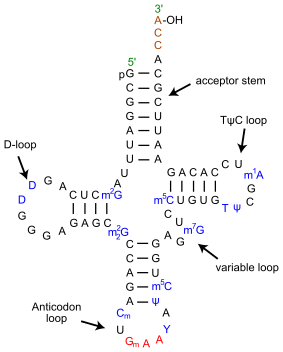 3'
A-OH
C
C
5' A
pG C
C G
G C
G U
A U
U A
U U A
A
G A C A C C U
m¹A
C
G
ψ
T
m⁵C U G U G
D-loop
acceptor stem
TψC loop
G A C U C m²G
D
D
G
G G A G A G C m²₂G
C
U
m⁷G
G
A
variable loop
C G
C G
A U
G m⁵C
A ψ
Cm A
U Y
Gm A A
Anticodon
loop